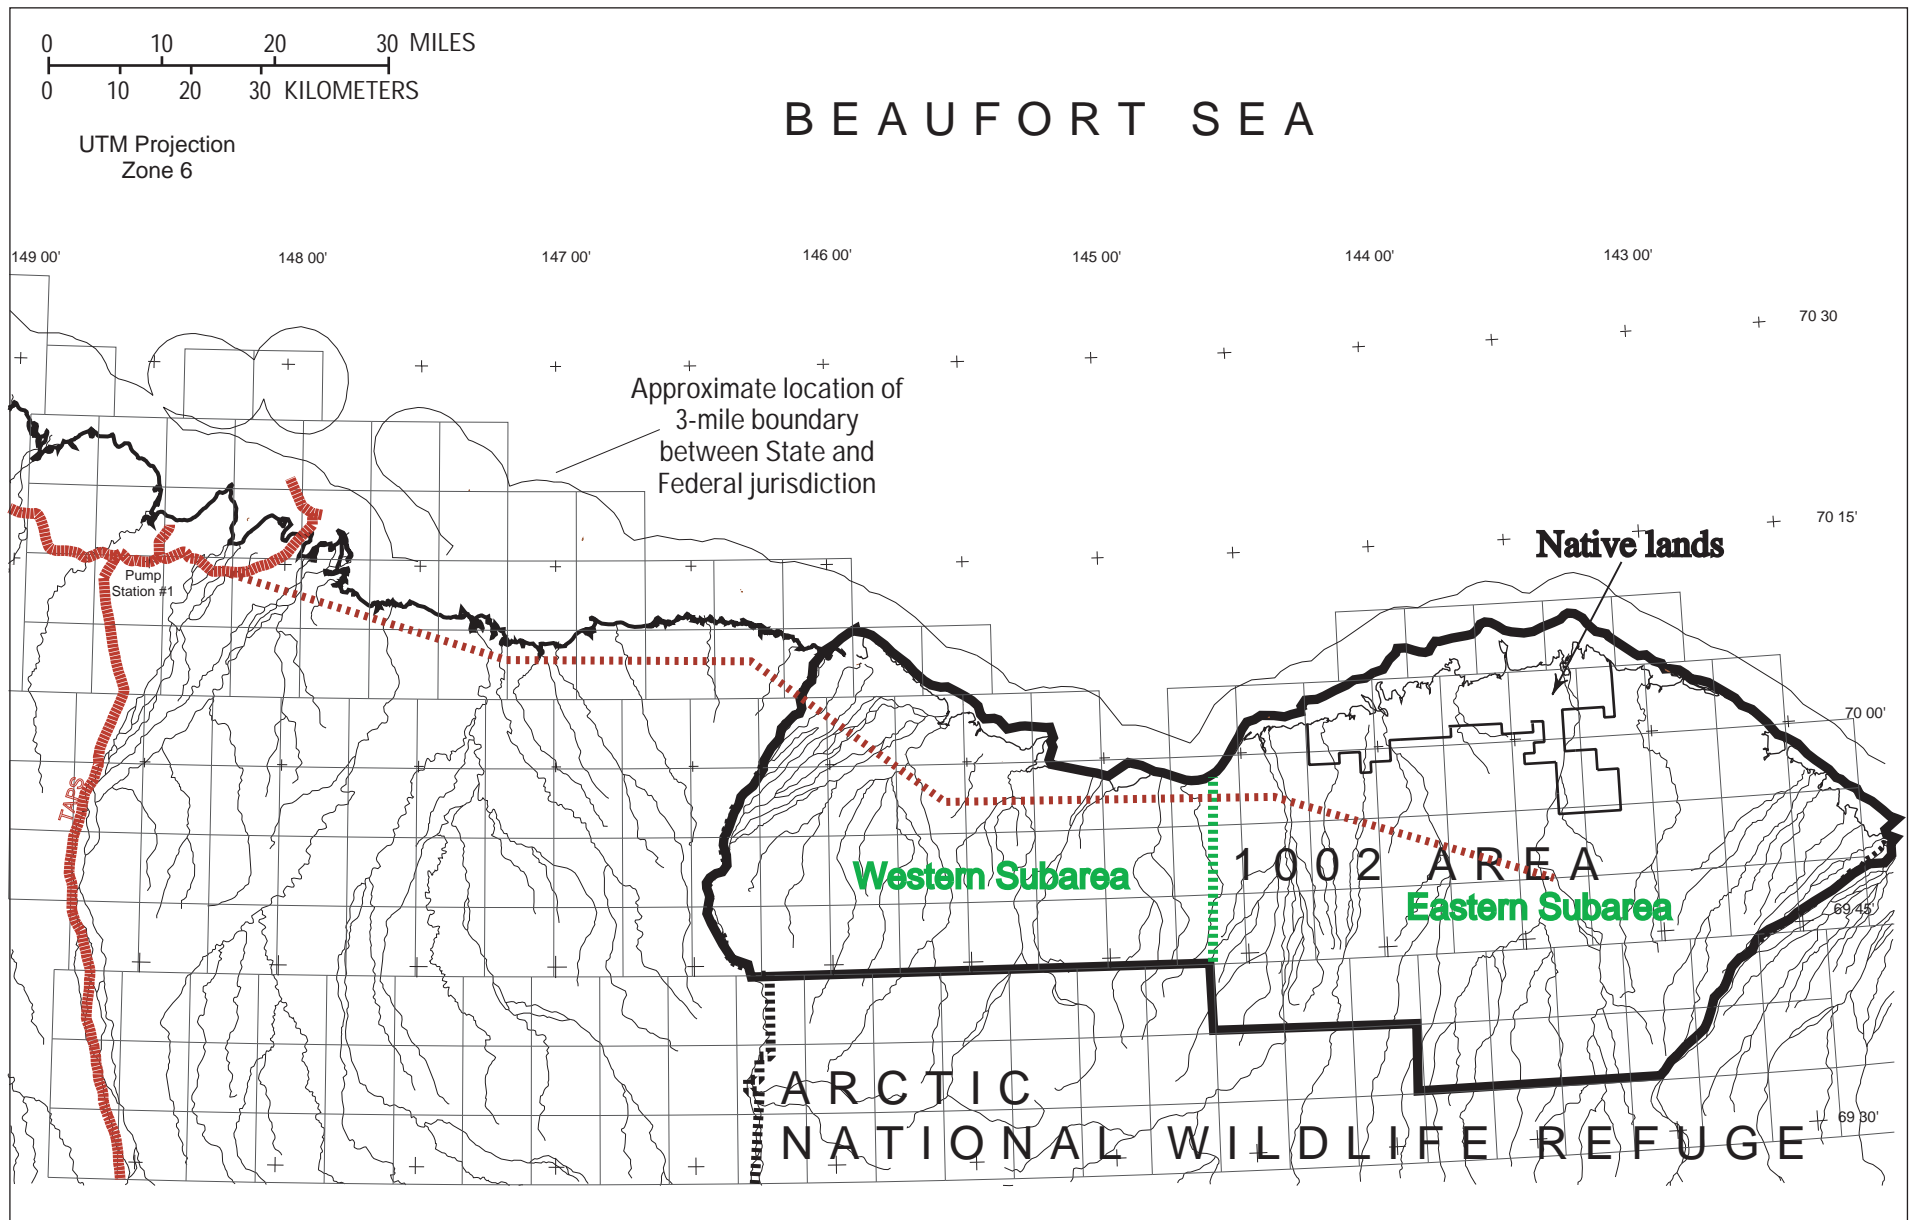 0 10 20 30 MILES
0 10 20 30 KILOMETERS
UTM Projection
Zone 6
BEAUFORT SEA
149 00' 148 00' 147 00' 146 00' 145 00' 144 00' 143 00'
70 30
Approximate location of
3-mile boundary
between State and
Federal jurisdiction
70 15'
Native lands
Pump
Station #1
70 00'
TAPS
1002 AREA
Western Subarea
Eastern Subarea
69 45'
ARCTIC
NATIONAL WILDLIFE REFUGE
69 30'